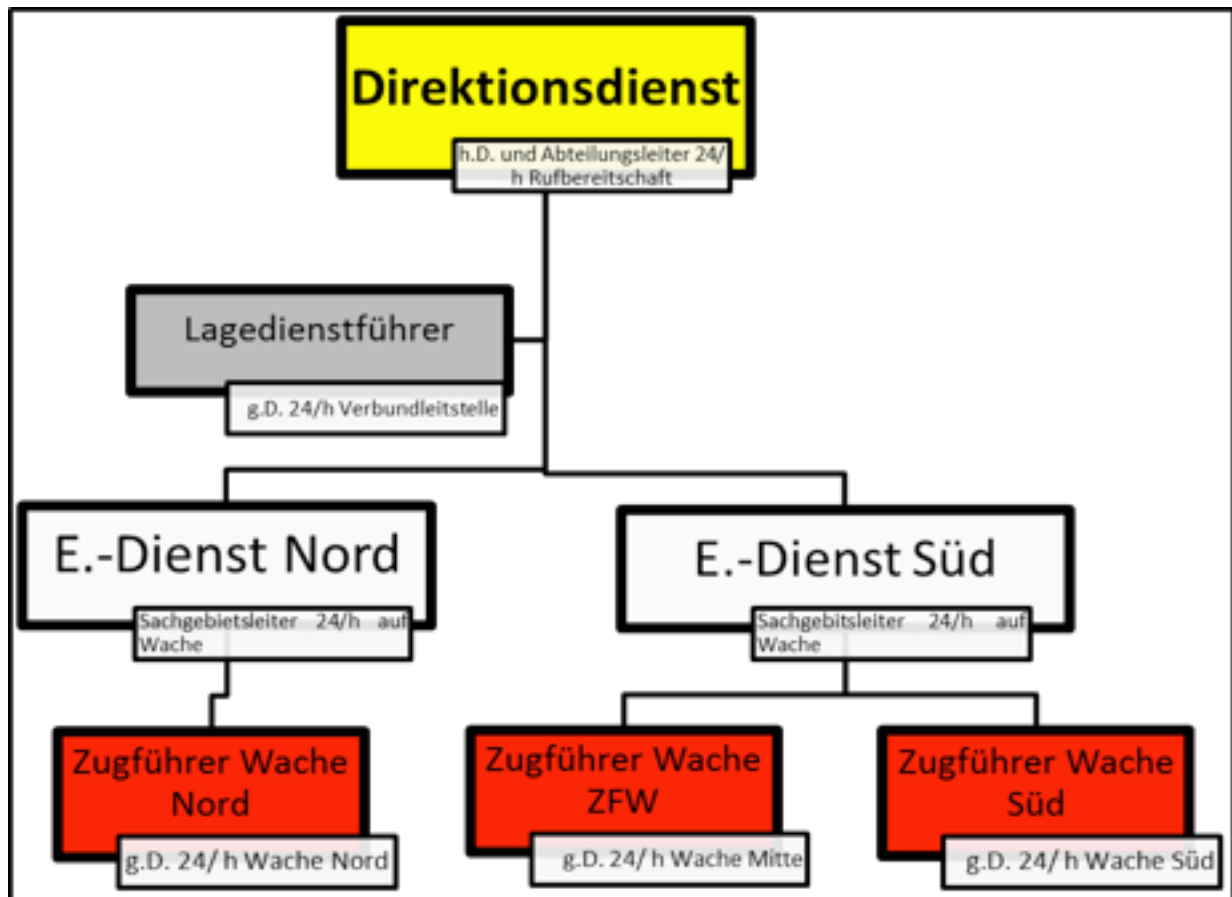 Direktionsdienst
h.D. und Abteilungsleiter 24/
h Rufbereitschaft
Lagedienstführer
g.D. 24/h Verbundleitstelle
E.-Dienst Nord
Sachgebietsleiter 24/h auf
Wache
E.-Dienst Süd
Sachgebitsleiter 24/h auf
Wache
Zugführer Wache
Nord
g.D. 24/ h Wache Nord
Zugführer Wache
ZFW
g.D. 24/ h Wache Mitte
Zugführer Wache
Süd
g.D. 24/ h Wache Süd